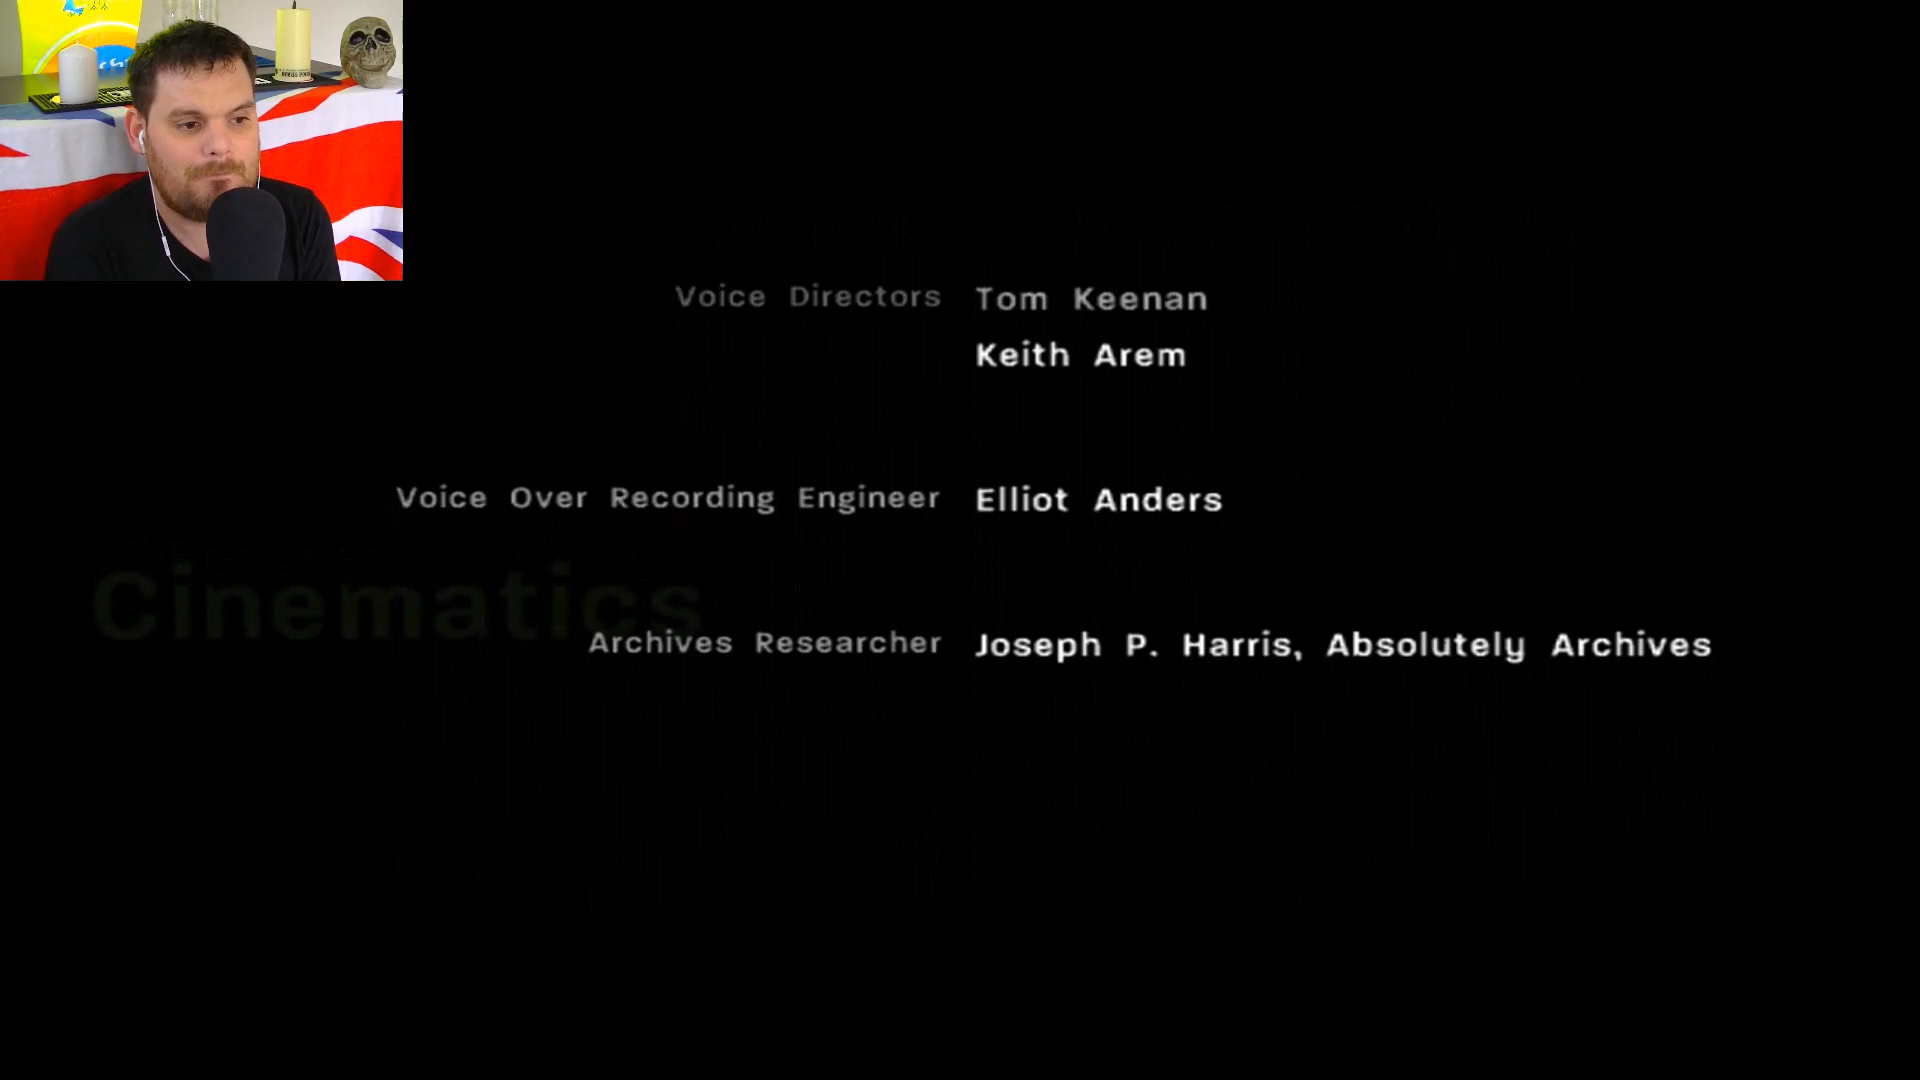 Voice Directors Tom Keenan
Keith Arem
Voice Over Recording Engineer Elliot Anders
Cinematics
Archives Researcher Joseph P. Harris, Absolutely Archives